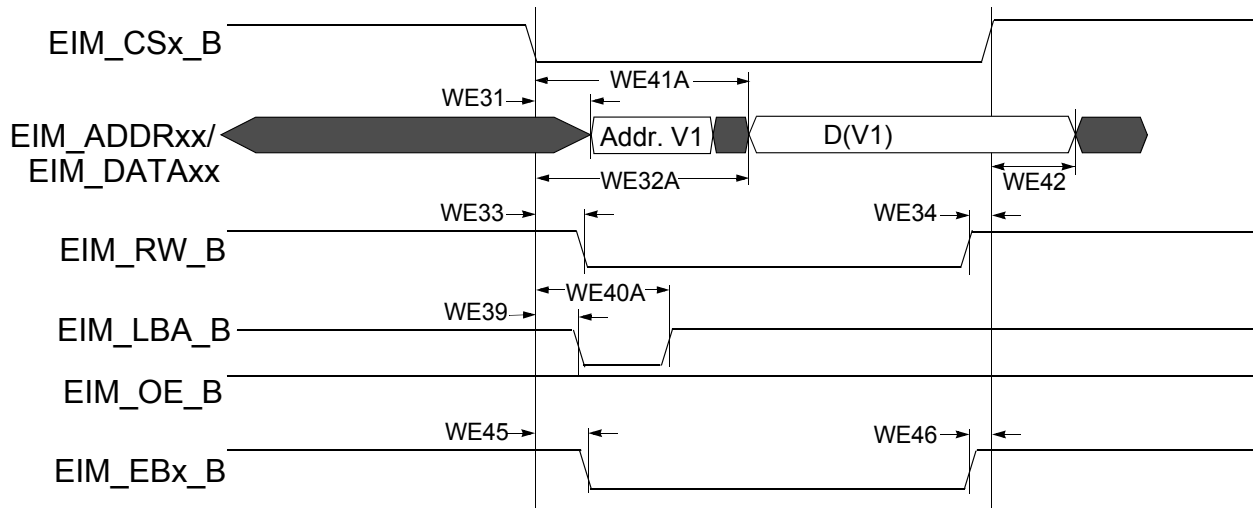 EIM_CSx_B
WE41A
WE31
EIM_ADDRxx/
EIM_DATAxx
Addr. V1
D(V1)
WE32A
WE42
WE33
WE34
EIM_RW_B
WE40A
WE39
EIM_LBA_B
EIM_OE_B
WE45
WE46
EIM_EBx_B